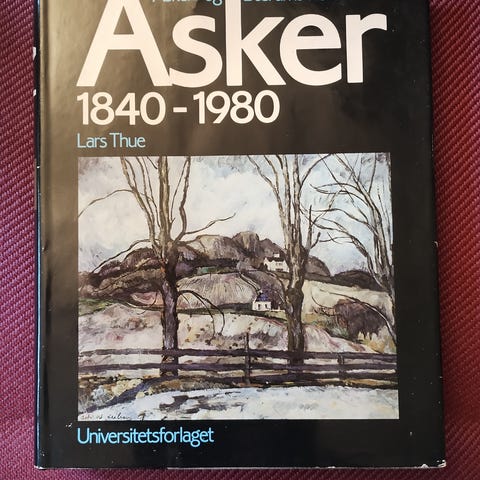 Asker
1840-1980
Lars Thue
Universitetsforlaget